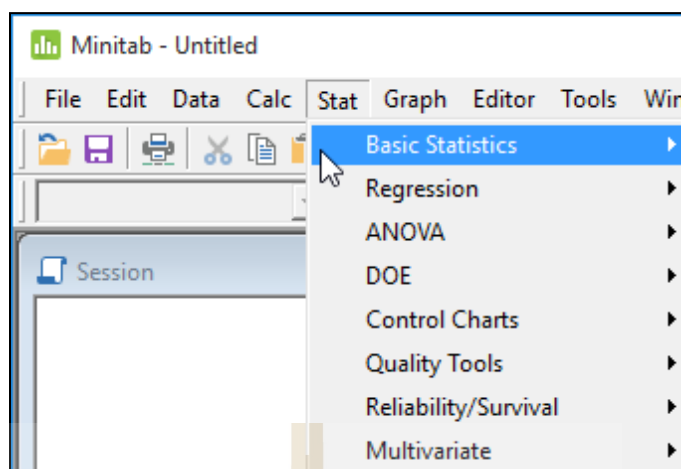 Minitab - Untitled
File Edit Data Calc Stat Graph Editor Tools
Basic Statistics
Regression
ANOVA
Session
DOE
Control Charts
Quality Tools
Reliability/Survival
Multivariate